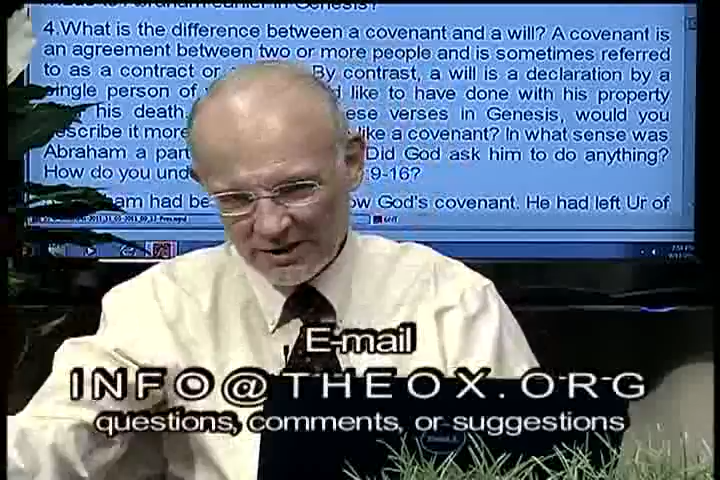 4.What is the difference between a covenant and a will? A covenant is
an agreement between two or more people and is sometimes referred
to as a contract or By contrast, a will is a declaration by a
single person of like to have done with his property
his death. verses in Genesis, would you
describe it more like a covenant? In what sense was
Abraham a Did God ask him to do anything?
How do you :9-16?
had God's covenant. He had left Ur of
E-mail
INFO@THEOX.ORG
questions, comments, or suggestions